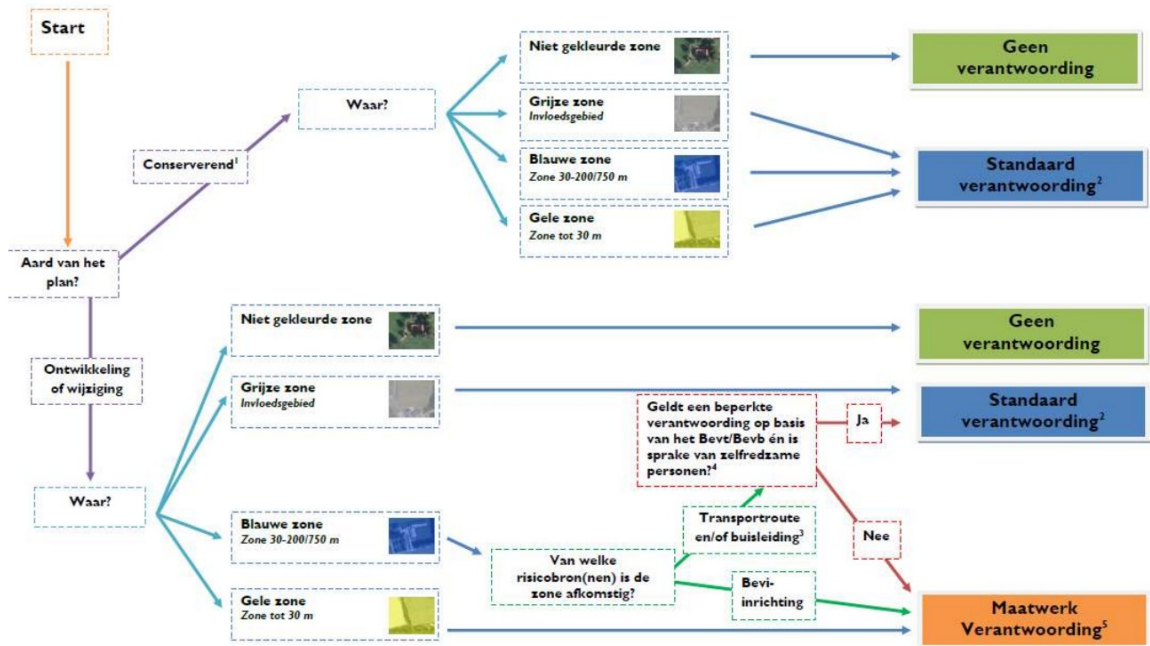 Start
Aard van het
plan?
Conserverend¹
Waar?
Niet gekleurde zone
Grijze zone
Invloedsgebied
Blauwe zone
Zone 30-200/750 m
Gele zone
Zone tot 30 m
Geen
verantwoording
Standaard
verantwoording²
Ontwikkeling
of wijziging
Waar?
Niet gekleurde zone
Grijze zone
Invloedsgebied
Blauwe zone
Zone 30-200/750 m
Gele zone
Zone tot 30 m
Van welke
risicobron(nen) is de
zone afkomstig?
Transportroute
en/of buisleiding³
Bevi-
inrichting
Geldt een beperkte
verantwoording op basis
van het Bevt/Bevb én is
sprake van zelfredzame
personen?⁴
Ja
Nee
Geen
verantwoording
Standaard
verantwoording²
Maatwerk
Verantwoording⁵